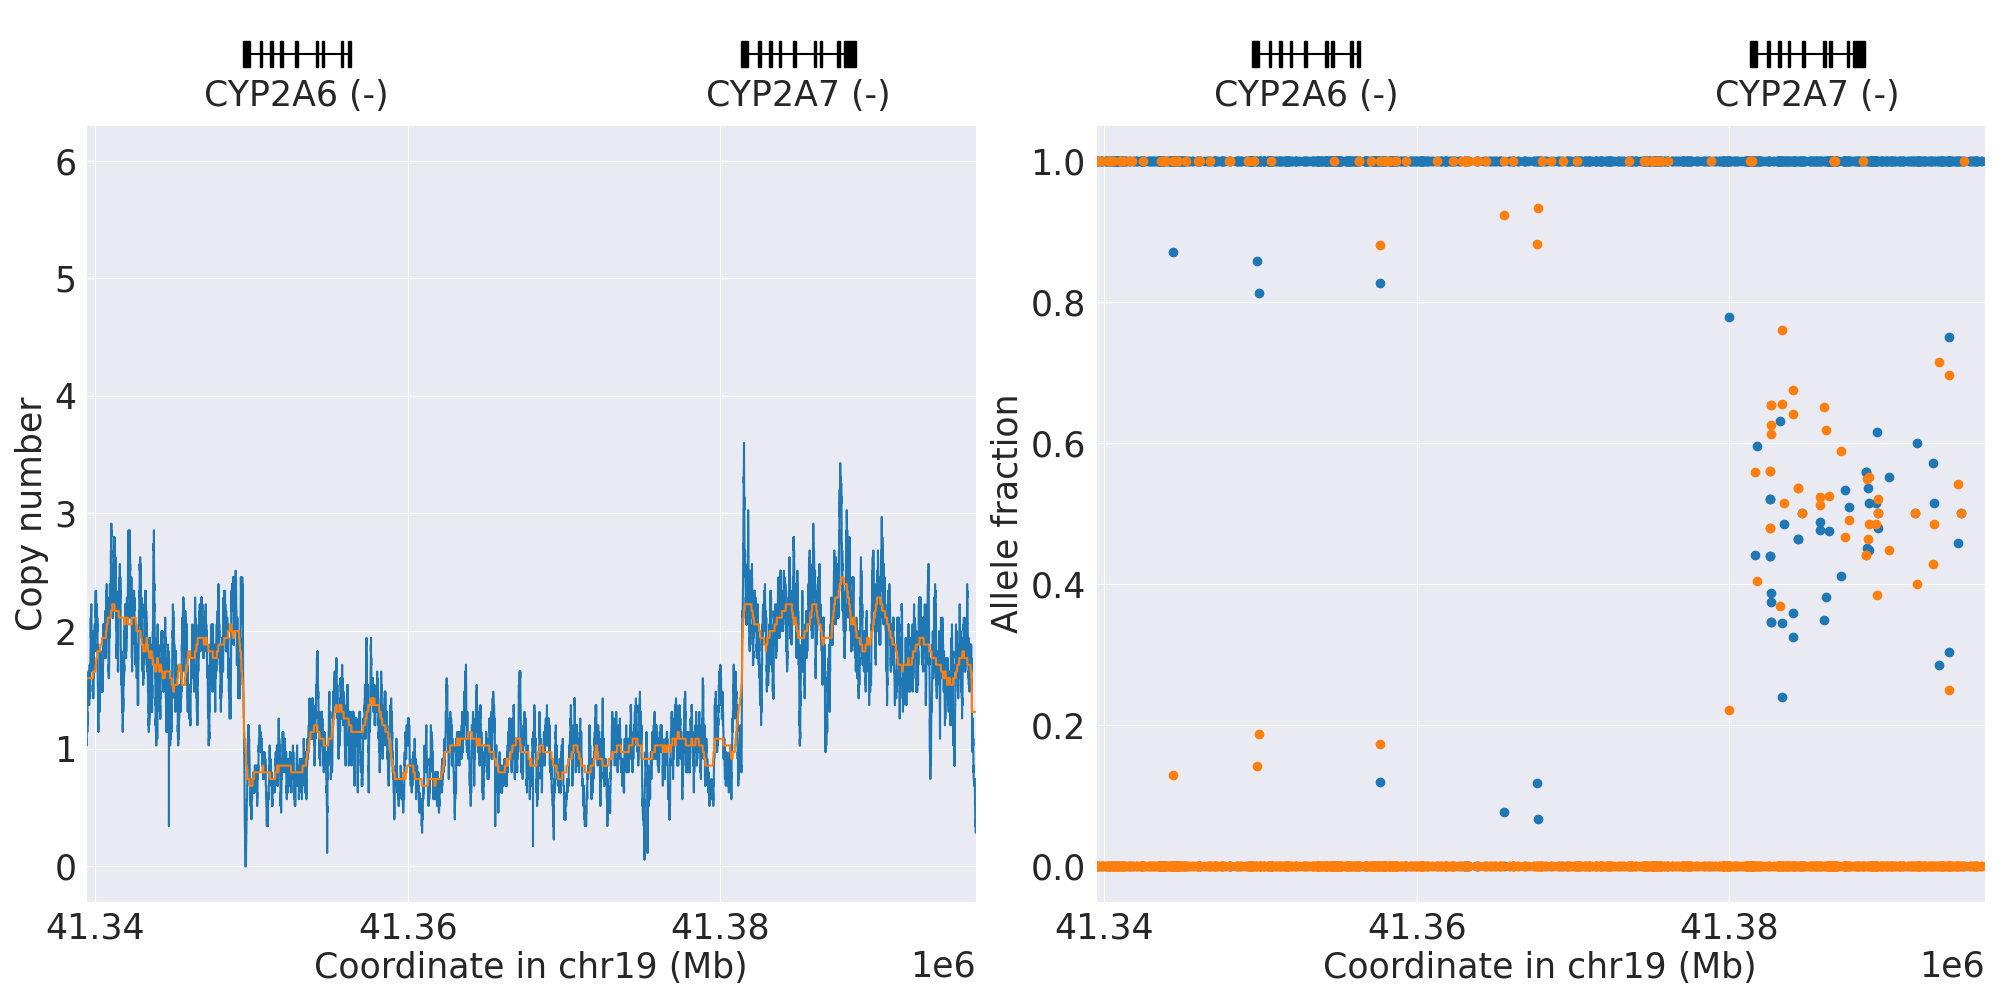 CYP2A6 (-)
CYP2A7 (-)
6
5
4
3
2
1
0
Copy number
41.34
41.36
41.38
Coordinate in chr19 (Mb)
1e6
CYP2A6 (-)
CYP2A7 (-)
1.0
0.8
0.6
0.4
0.2
0.0
Allele fraction
41.34
41.36
41.38
Coordinate in chr19 (Mb)
1e6